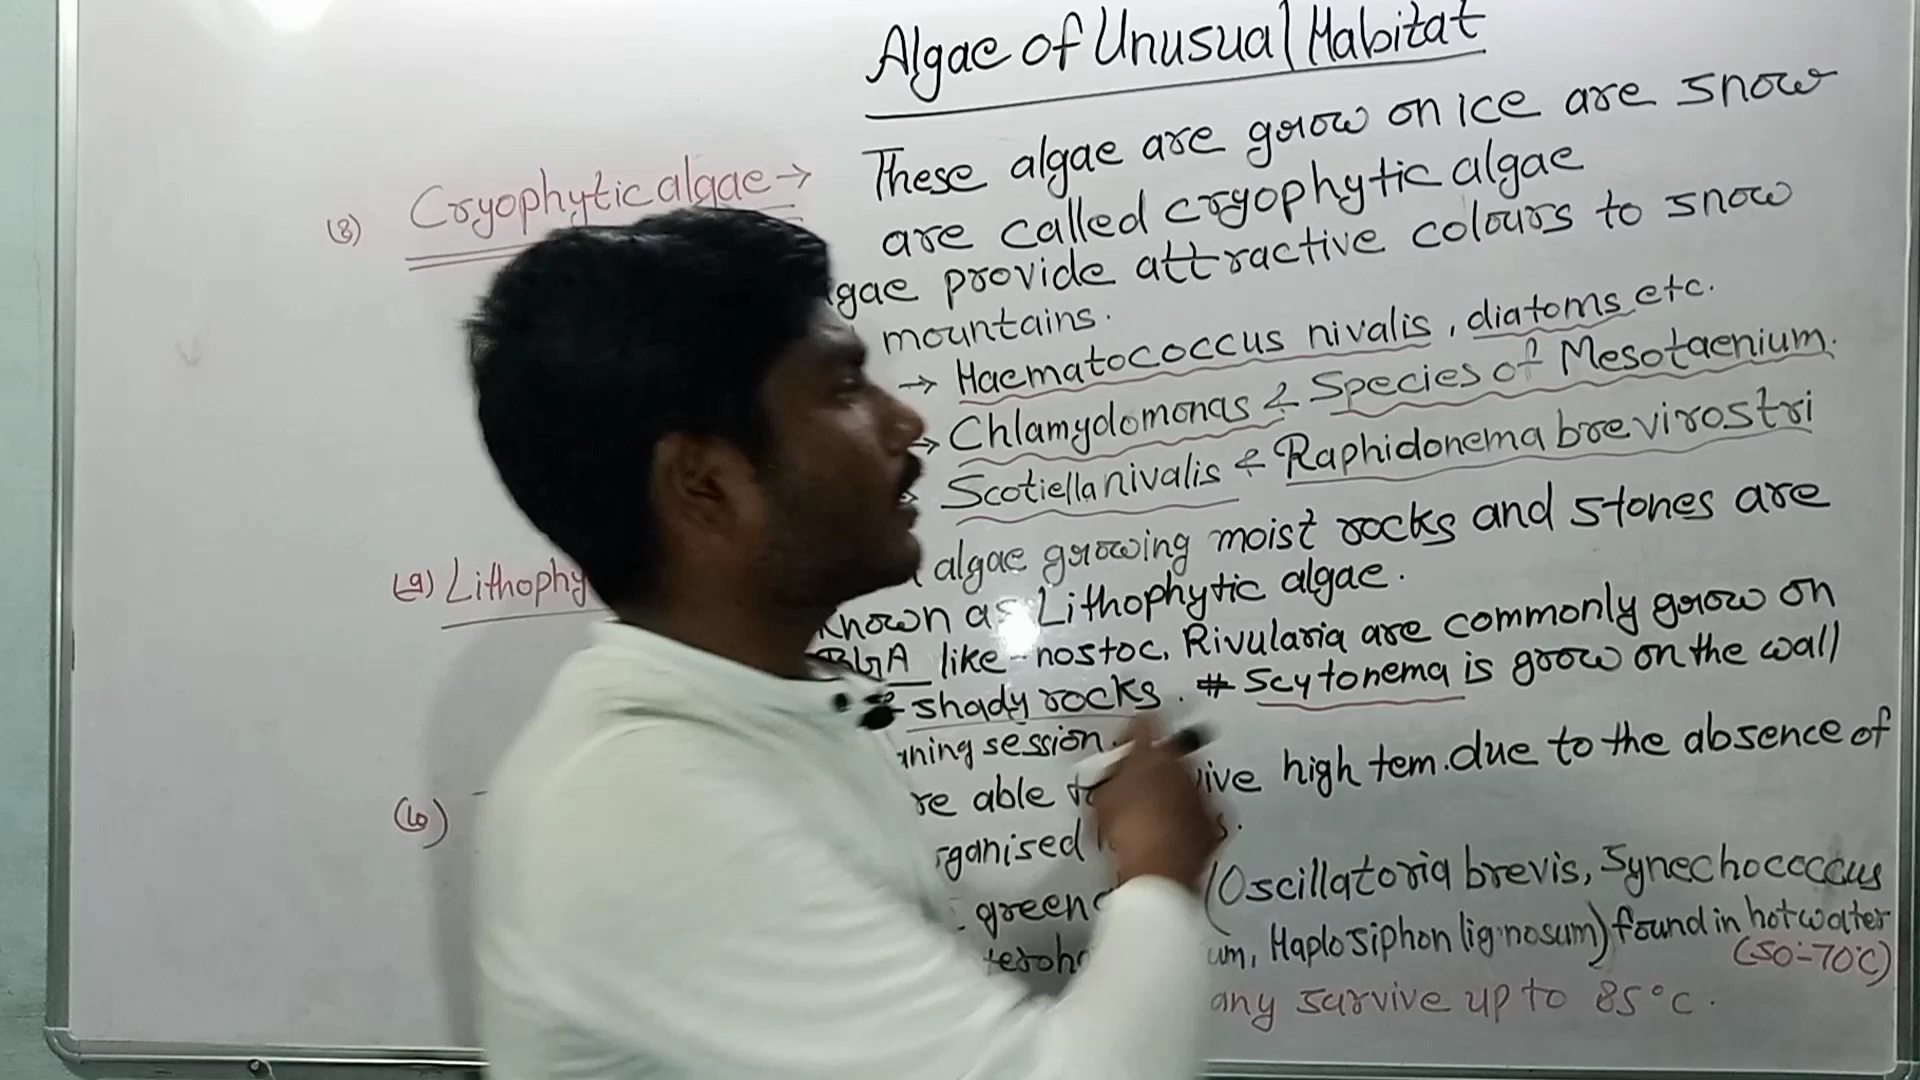 Algae of Unusual Habitat
(8) Cryophytic algae → These algae are grow on ice are snow
are called cryophytic algae
gae provide attractive colours to snow
mountains.
→ Haematococcus nivalis, diatoms etc.
→ Chlamydomonas & Species of Mesotaenium.
Scotiella nivalis & Raphidonema brevirostri
(9) Lithophy algae growing moist rocks and stones are
known as Lithophytic algae.
BGA like - nostoc, Rivularia are commonly grow on
shady rocks. # Scytonema is grow on the wall
ning session.
re able ive high tem. due to the absence of
ganised
green (Oscillatoria brevis, Synechococcus
um, Haplosiphon lignosum) found in hot water
(50-70°C)
any survive up to 85°C.